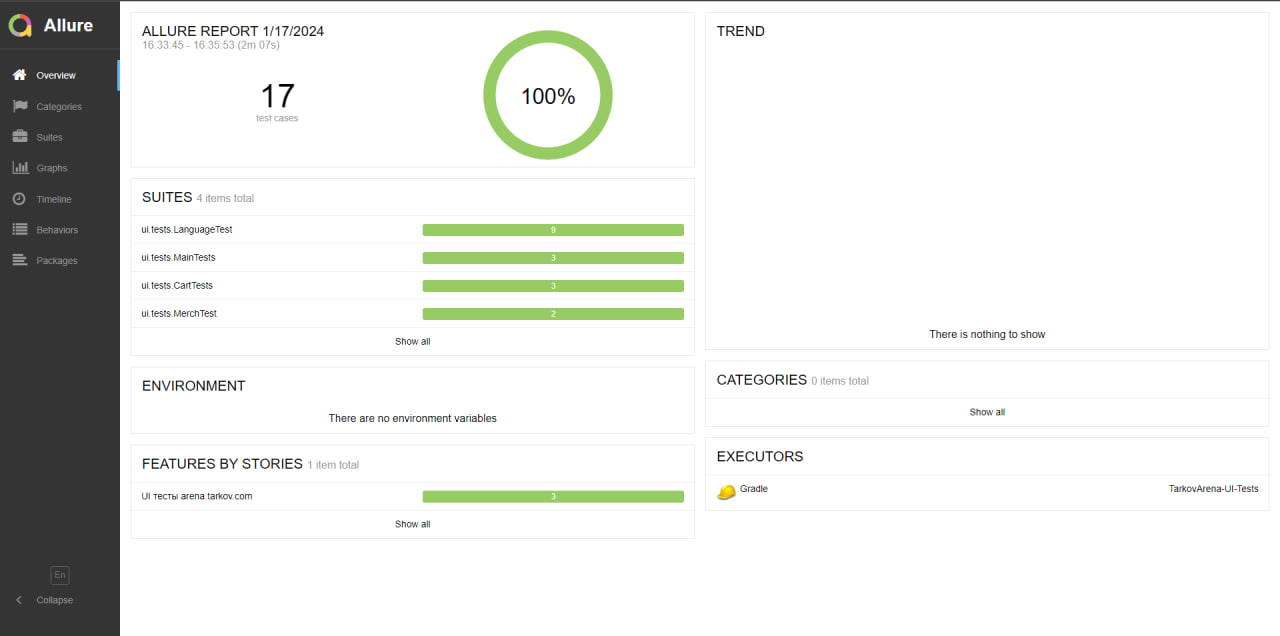 Allure
Overview
Categories
Suites
Graphs
Timeline
Behaviors
Packages
En
Collapse
ALLURE REPORT 1/17/2024
16:33:45 - 16:35:53 (2m 07s)
17
test cases
100%
SUITES 4 items total
ui.tests.LanguageTest 9
ui.tests.MainTests 3
ui.tests.CartTests 3
ui.tests.MerchTest 2
Show all
ENVIRONMENT
There are no environment variables
FEATURES BY STORIES 1 item total
UI тесты arena.tarkov.com 3
Show all
TREND
There is nothing to show
CATEGORIES 0 items total
Show all
EXECUTORS
Gradle TarkovArena-UI-Tests